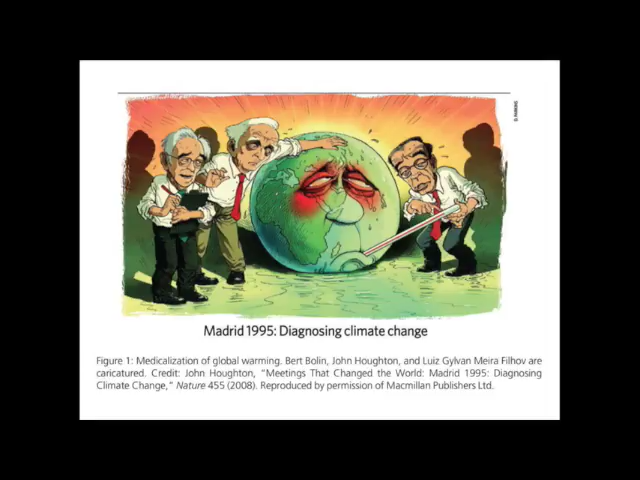 Madrid 1995: Diagnosing climate change
Figure 1: Medicalization of global warming. Bert Bolin, John Houghton, and Luiz Gylvan Meira Filhov are
caricatured. Credit: John Houghton, "Meetings That Changed the World: Madrid 1995: Diagnosing
Climate Change," Nature 455 (2008). Reproduced by permission of Macmillan Publishers Ltd.